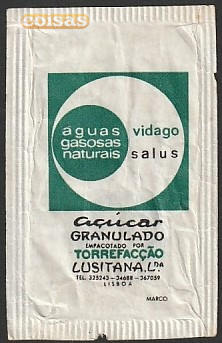 coisas
aguas
gasosas
naturais
vidago
salus
açúcar
GRANULADO
EMPACOTADO POR
TORREFACÇÃO
LUSITANA, L.DA
TEL. 325243-34688-367059
LISBOA
MARCO